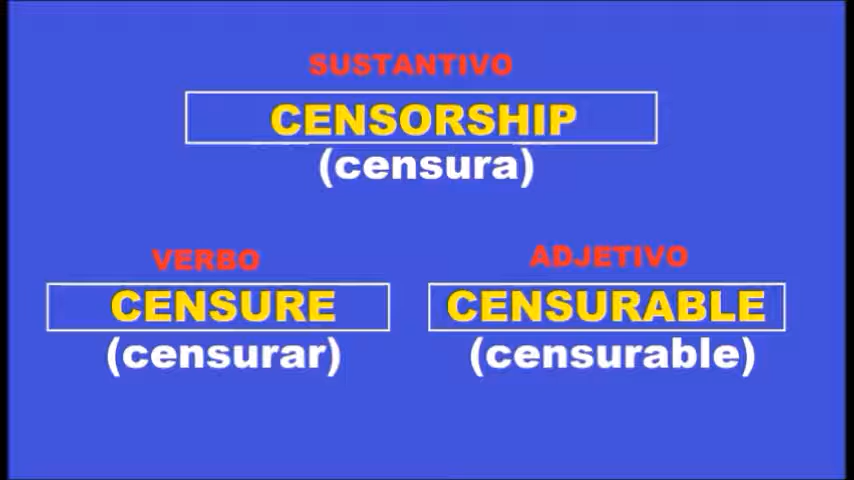 SUSTANTIVO
CENSORSHIP
(censura)
VERBO
CENSURE
(censurar)
ADJETIVO
CENSURABLE
(censurable)